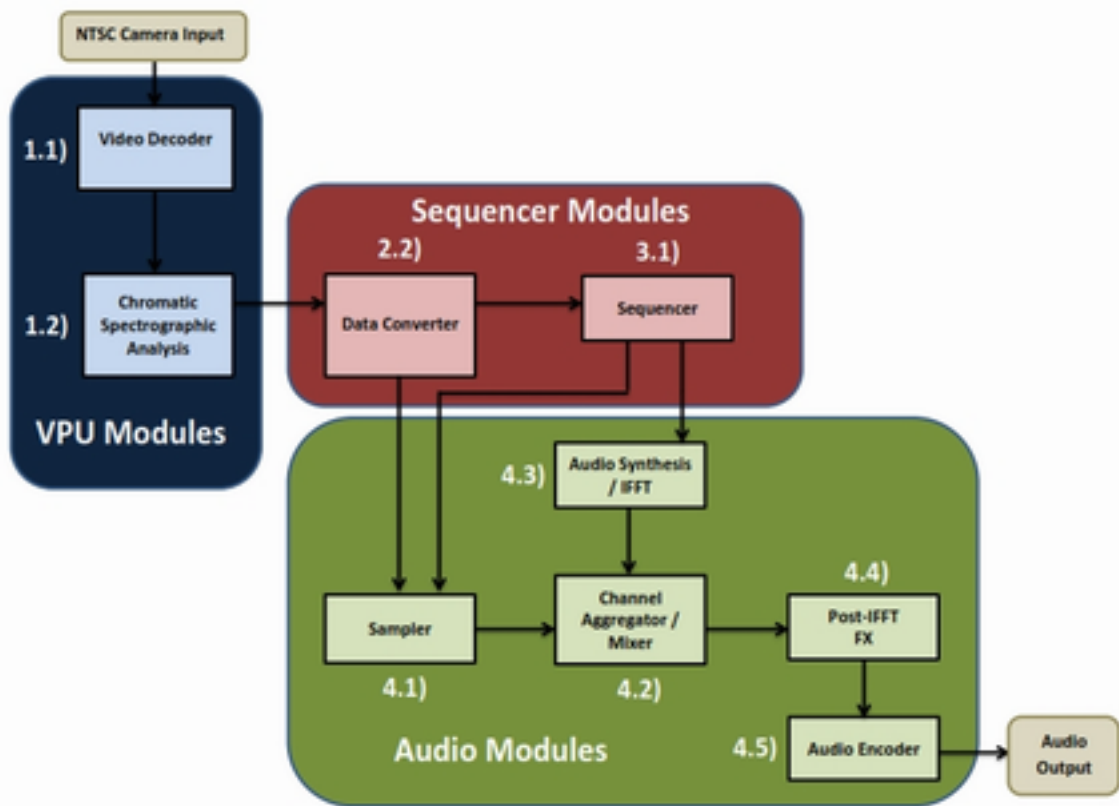 NTSC Camera Input
1.1)
Video Decoder
1.2)
Chromatic
Spectrographic
Analysis
VPU Modules
Sequencer Modules
2.2)
3.1)
Data Converter
Sequencer
4.3)
Audio Synthesis
/ IFFT
Sampler
4.1)
Channel
Aggregator /
Mixer
4.2)
4.4)
Post-IFFT
FX
4.5)
Audio Encoder
Audio Modules
Audio
Output